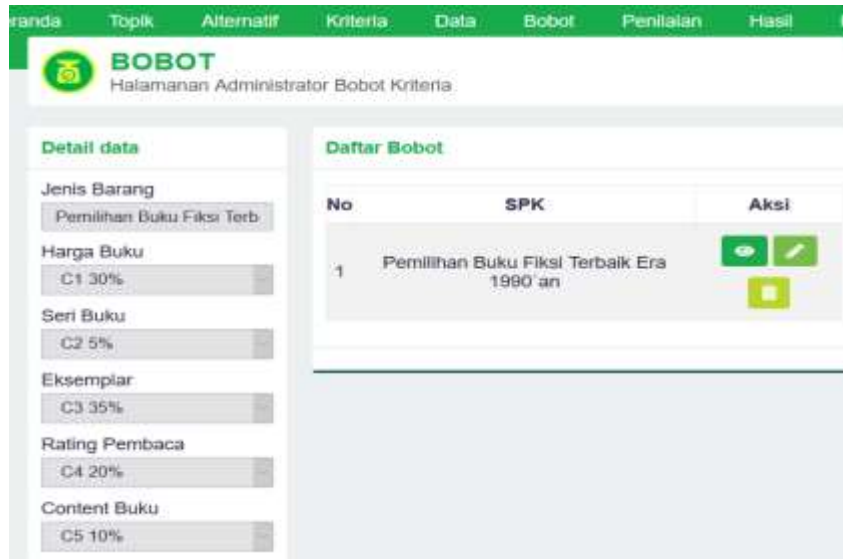 eranda Topik Alternatif Kriteria Data Bobot Penilaian Hasil
BOBOT
Halamanan Administrator Bobot Kriteria
Detail data
Jenis Barang
Pemilihan Buku Fiksi Terb
Harga Buku
C1 30%
Seri Buku
C2 5%
Eksemplar
C3 35%
Rating Pembaca
C4 20%
Content Buku
C5 10%
Daftar Bobot
No SPK Aksi
1 Pemilihan Buku Fiksi Terbaik Era
1990`an